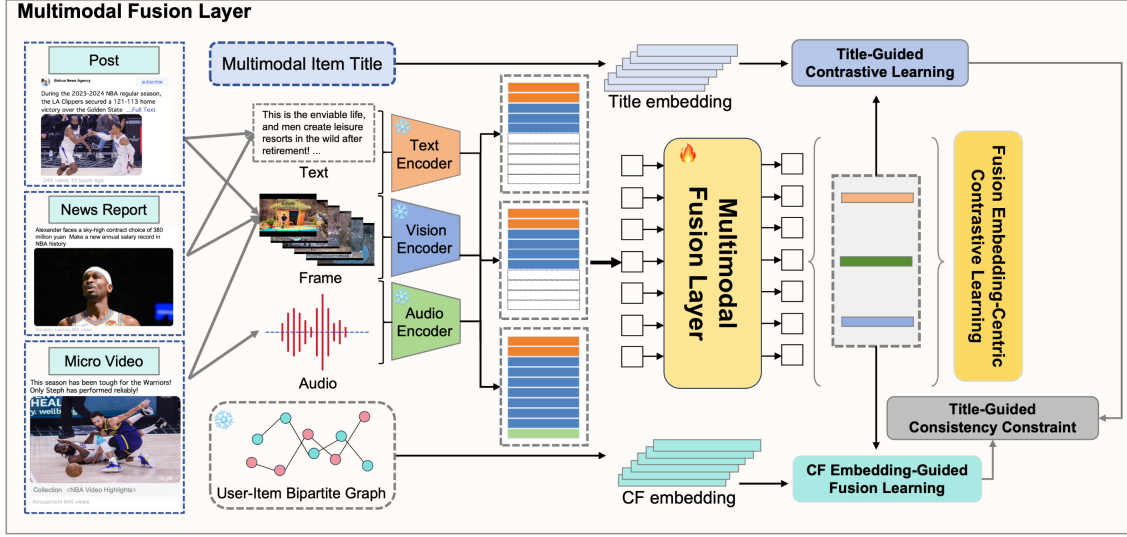 Multimodal Fusion Layer
Post
Xinhua News Agency
subscribe
During the 2023-2024 NBA regular season,
the LA Clippers secured a 121-113 home
victory over the Golden State ...Full Text
News Report
Alexander faces a sky-high contract choice of 380
million yuan Make a new annual salary record in
NBA history
Micro Video
This season has been tough for the Warriors!
Only Steph has performed reliably!
Collection «NBA Video Highlights»
Amusement 64K views
Multimodal Item Title
This is the enviable life,
and men create leisure
resorts in the wild after
retirement! ...
Text
Frame
Audio
Text
Encoder
Vision
Encoder
Audio
Encoder
User-Item Bipartite Graph
Title embedding
Multimodal
Fusion Layer
CF embedding
Title-Guided
Contrastive Learning
Fusion Embedding-Centric
Contrastive Learning
Title-Guided
Consistency Constraint
CF Embedding-Guided
Fusion Learning